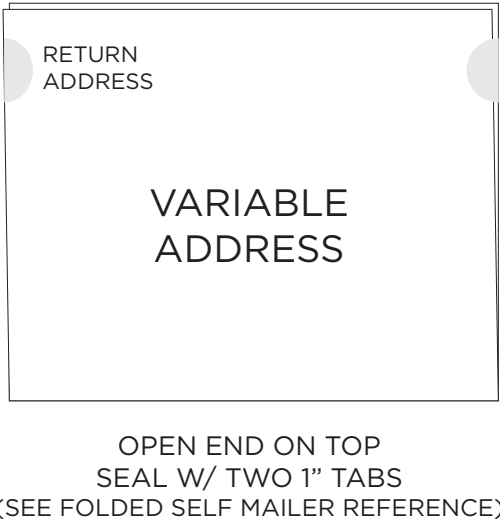 RETURN
ADDRESS
VARIABLE
ADDRESS
OPEN END ON TOP
SEAL W/ TWO 1” TABS
(SEE FOLDED SELF MAILER REFERENCE)